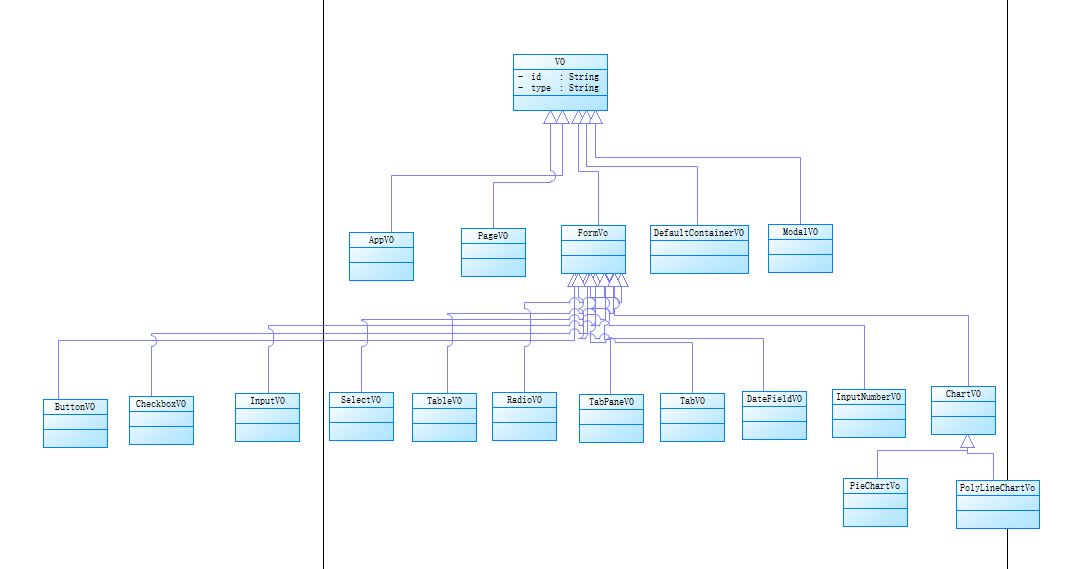 VO
- id : String
- type : String
AppVO
PageVO
FormVo
DefaultContainerVO
ModalVO
ButtonVO
CheckboxVO
InputVO
SelectVO
TableVO
RadioVO
TabPaneVO
TabVO
DateFieldVO
InputNumberVO
ChartVO
PieChartVo
PolyLineChartVo